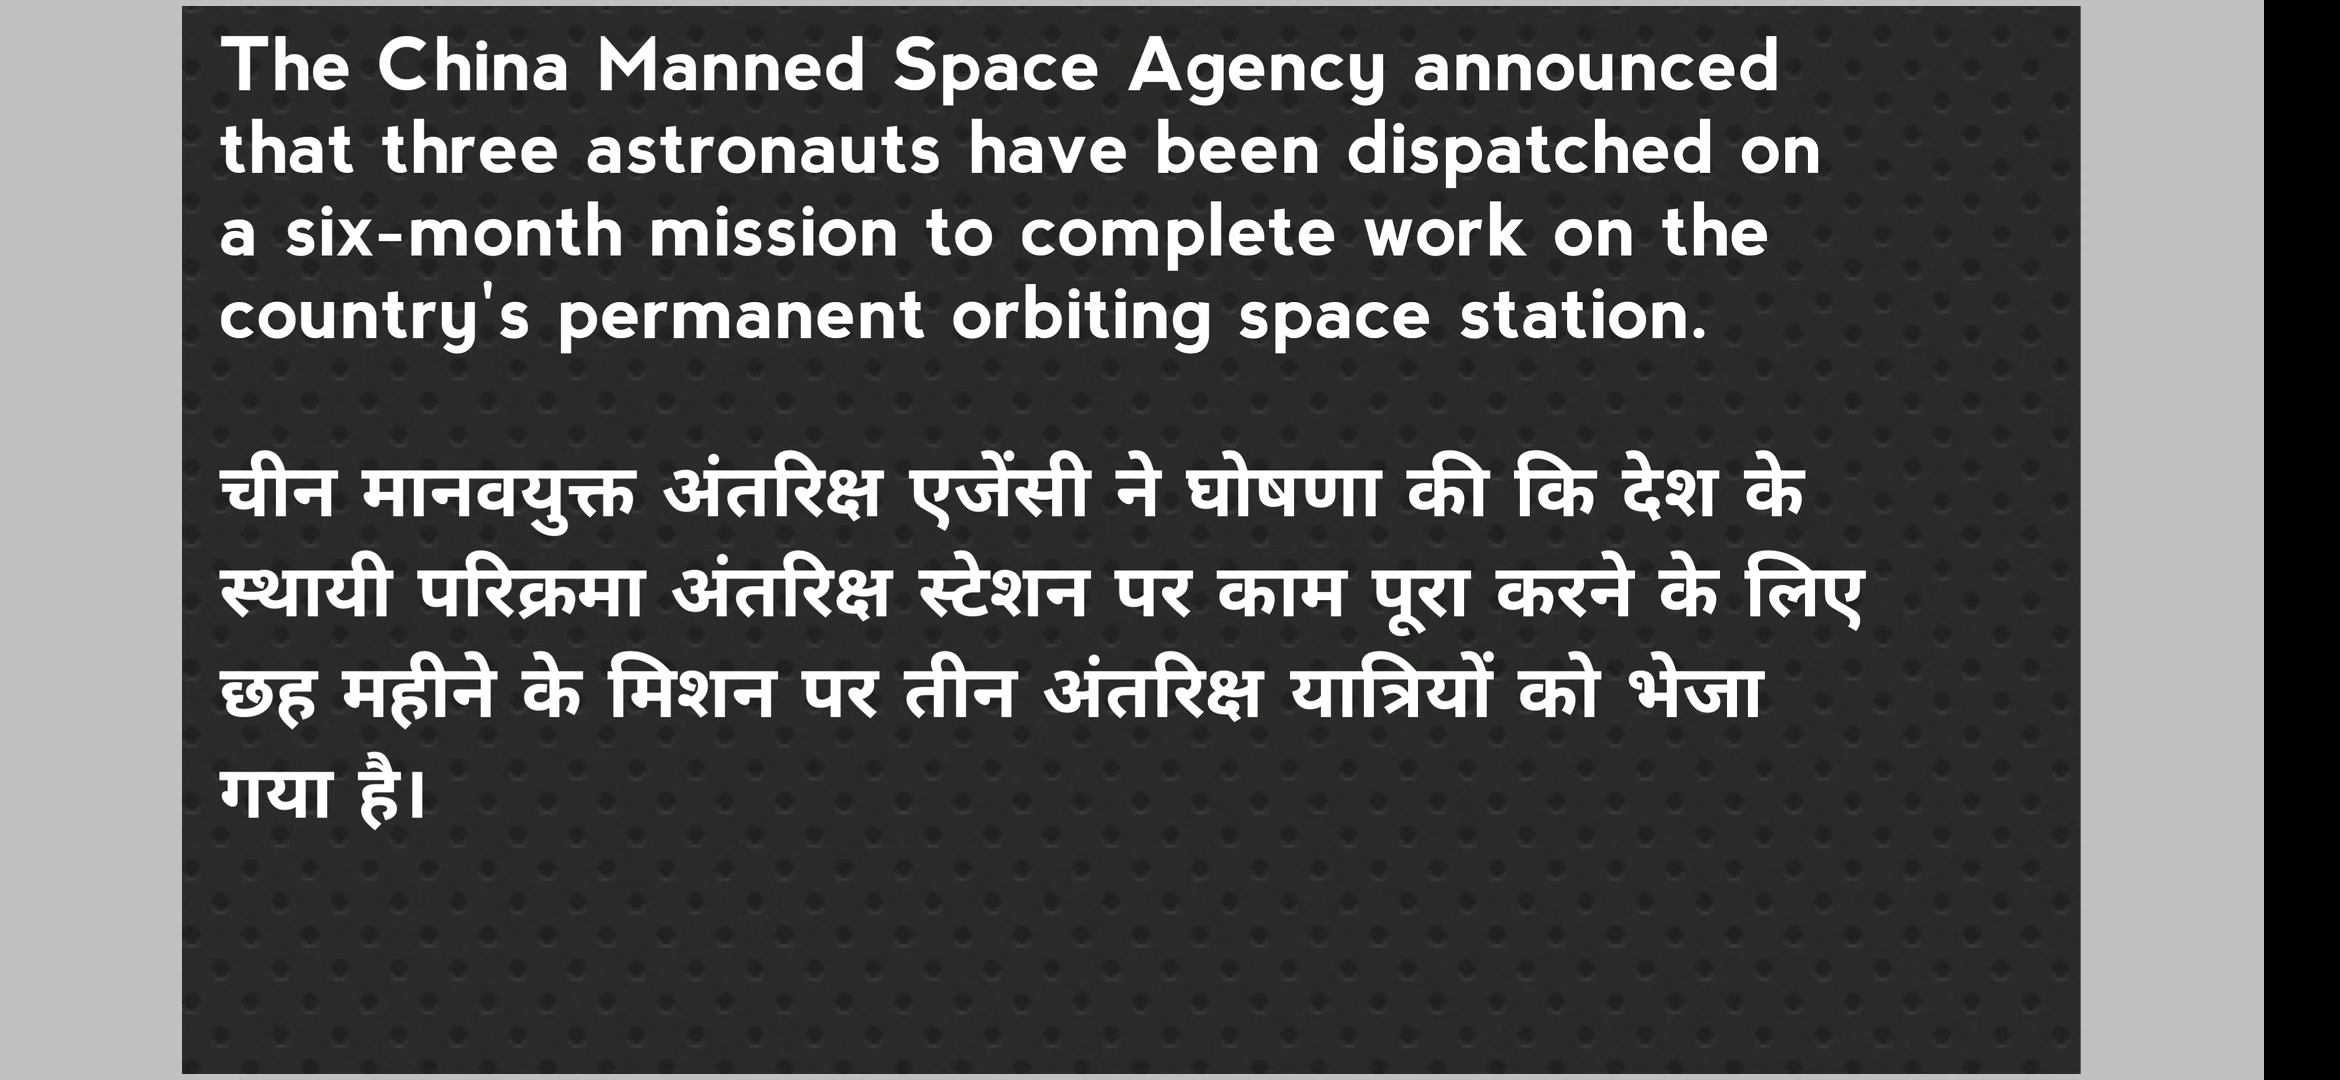 The China Manned Space Agency announced
that three astronauts have been dispatched on
a six-month mission to complete work on the
country's permanent orbiting space station.
चीन मानवयुक्त अंतरिक्ष एजेंसी ने घोषणा की कि देश के
स्थायी परिक्रमा अंतरिक्ष स्टेशन पर काम पूरा करने के लिए
छह महीने के मिशन पर तीन अंतरिक्ष यात्रियों को भेजा
गया है।